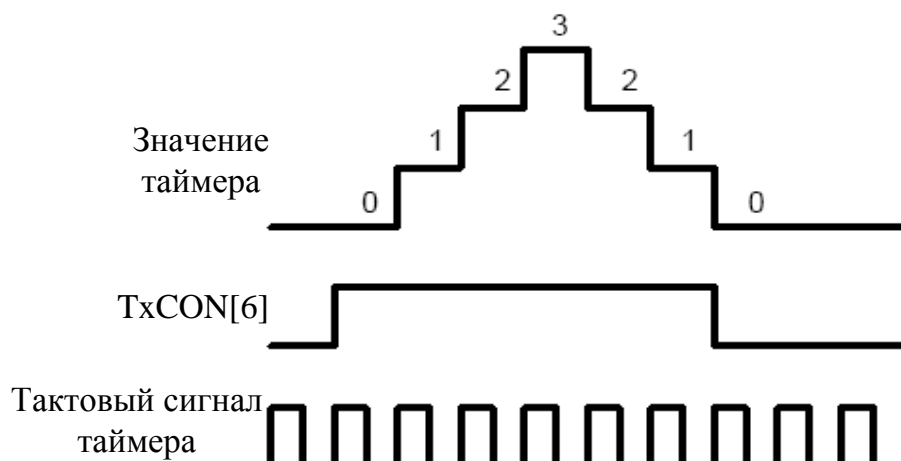 3
2 2
Значение
таймера
1 1
0 0
TxCON[6]
Тактовый сигнал
таймера